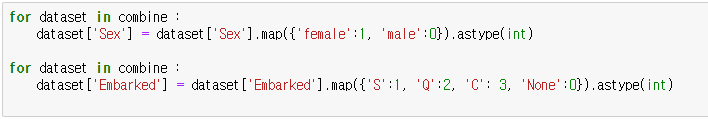 for dataset in combine :
    dataset['Sex'] = dataset['Sex'].map({'female':1, 'male':0}).astype(int)
for dataset in combine :
    dataset['Embarked'] = dataset['Embarked'].map({'S':1, 'Q':2, 'C': 3, 'None':0}).astype(int)